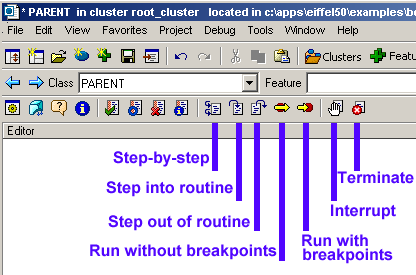 * PARENT in cluster root_cluster located in c:\apps\eiffel50\examples\b
File Edit View Favorites Project Debug Tools Window Help
Clusters Featu
Class PARENT Feature
Editor
Step-by-step
Terminate
Step into routine
Interrupt
Step out of routine
Run with
breakpoints
Run without breakpoints